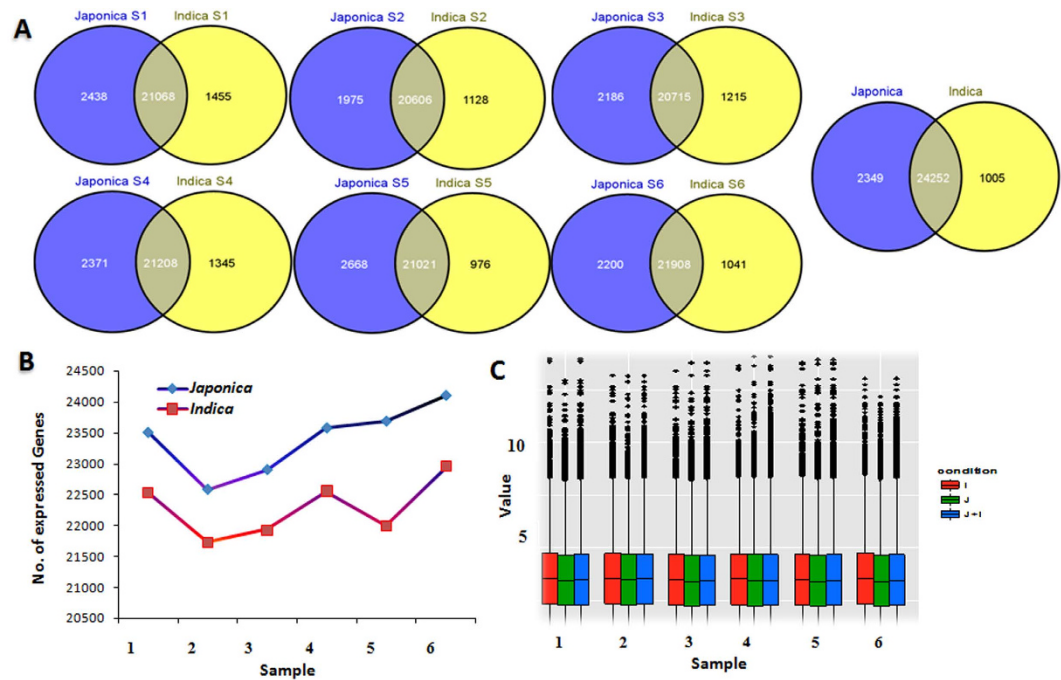 A
Japonica S1 Indica S1
2438 21068 1455
Japonica S2 Indica S2
1975 20606 1128
Japonica S3 Indica S3
2186 20715 1215
Japonica Indica
2349 24252 1005
Japonica S4 Indica S4
2371 21208 1345
Japonica S5 Indica S5
2668 21021 976
Japonica S6 Indica S6
2200 21908 1041
B
24500
24000
23500
23000
22500
22000
21500
21000
20500
No. of expressed Genes
Japonica
Indica
1 2 3 4 5 6
Sample
C
10
5
Value
1 2 3 4 5 6
Sample
condition
I
J
J+I